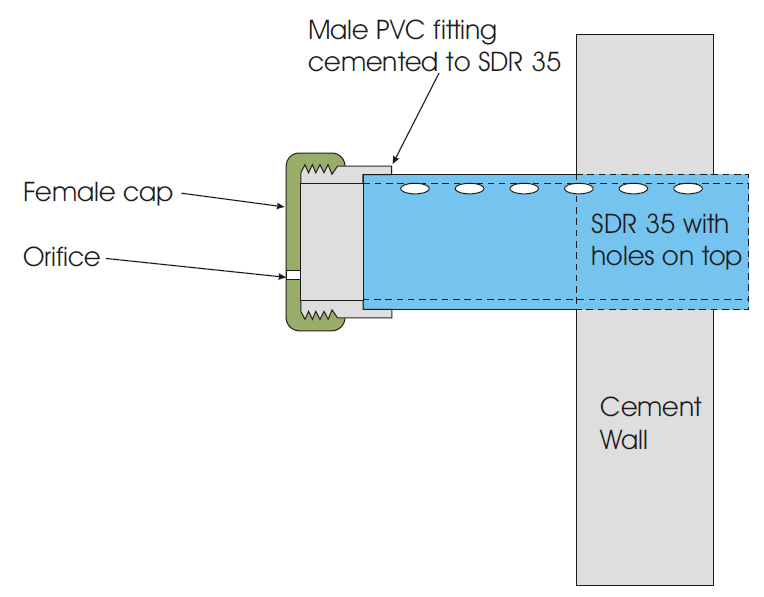 Male PVC fitting
cemented to SDR 35
Female cap
SDR 35 with
holes on top
Orifice
Cement
Wall